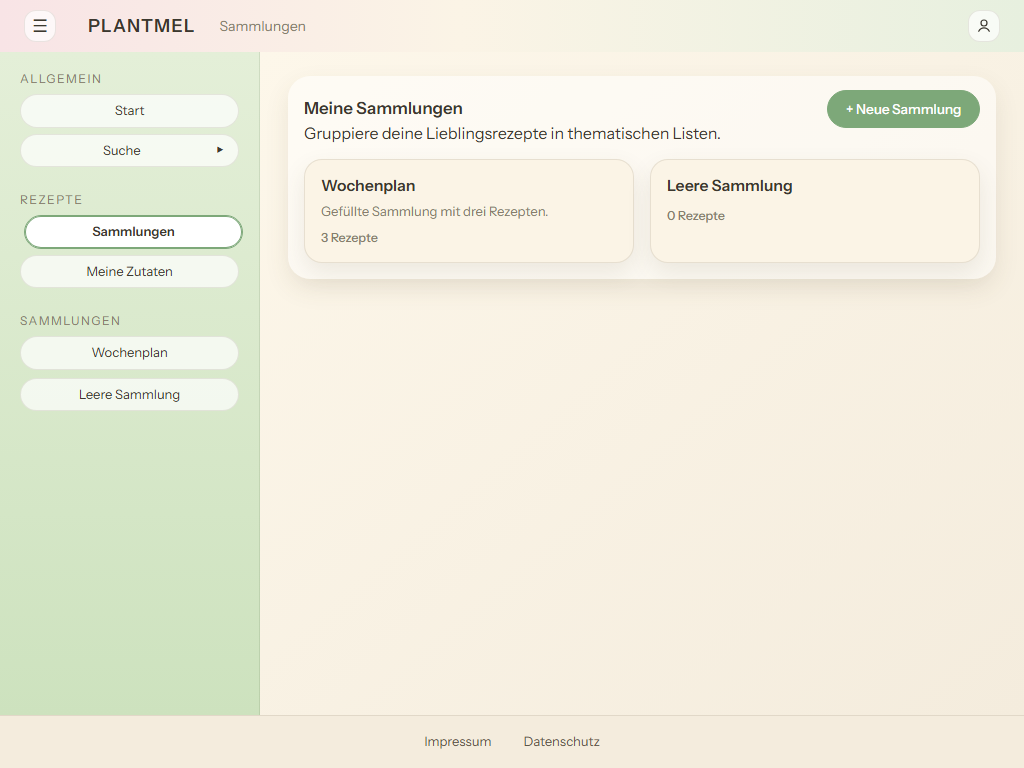 ☰ PLANTMEL Sammlungen
ALLGEMEIN
Start
Suche ▸
REZEPTE
Sammlungen
Meine Zutaten
SAMMLUNGEN
Wochenplan
Leere Sammlung
Meine Sammlungen
+ Neue Sammlung
Gruppiere deine Lieblingsrezepte in thematischen Listen.
Wochenplan
Gefüllte Sammlung mit drei Rezepten.
3 Rezepte
Leere Sammlung
0 Rezepte
Impressum Datenschutz